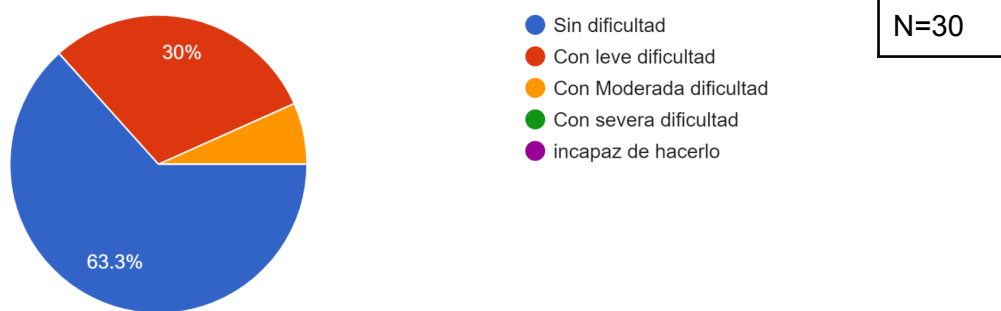 30%
63.3%
Sin dificultad
Con leve dificultad
Con Moderada dificultad
Con severa dificultad
incapaz de hacerlo
N=30